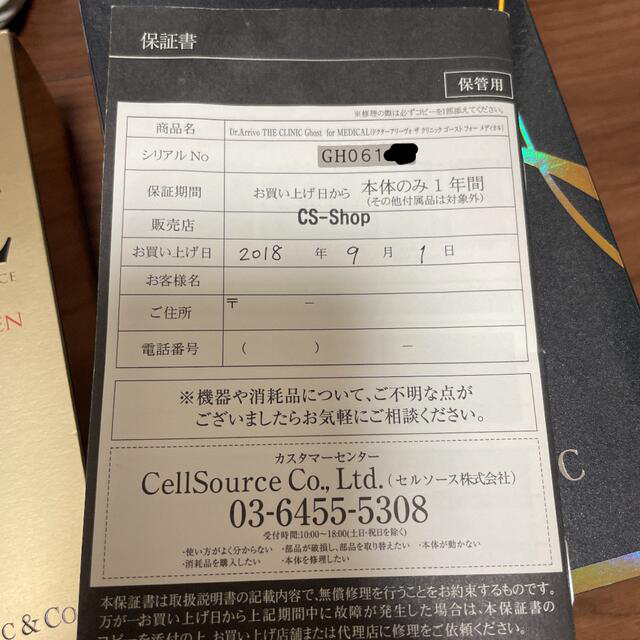 保証書
保管用
※修理の際は必ずコピーを1部添えてください。
商品名 Dr.Arrivo THE CLINIC Ghost for MEDICAL(ドクターアリーヴォ ザ クリニック ゴースト フォー メディカル)
シリアルNo GH061
保証期間 お買い上げ日から 本体のみ1年間
(その他付属品は対象外)
販売店 CS-Shop
お買い上げ日 2018 年 9 月 1 日
お客様名
ご住所 〒 −
電話番号 ( ) −
※機器や消耗品について、ご不明な点が
ございましたらお気軽にご相談ください。
カスタマーセンター
CellSource Co., Ltd. (セルソース株式会社)
03-6455-5308
受付時間:10:00〜18:00(土日・祝日を除く)
・使い方がよく分からない ・部品が破損し、部品を取り替えたい ・本体が動かない
・消耗品を購入したい ・本体を修理したい
本保証書は取扱説明書の記載内容で、無償修理を行うことをお約束するものです。
万が一お買い上げ日から上記期間中に故障が発生した場合は、本保証書の
コピーを添付の上、お買い上げ店舗または代理店に修理をご依頼ください。
C & Co
C